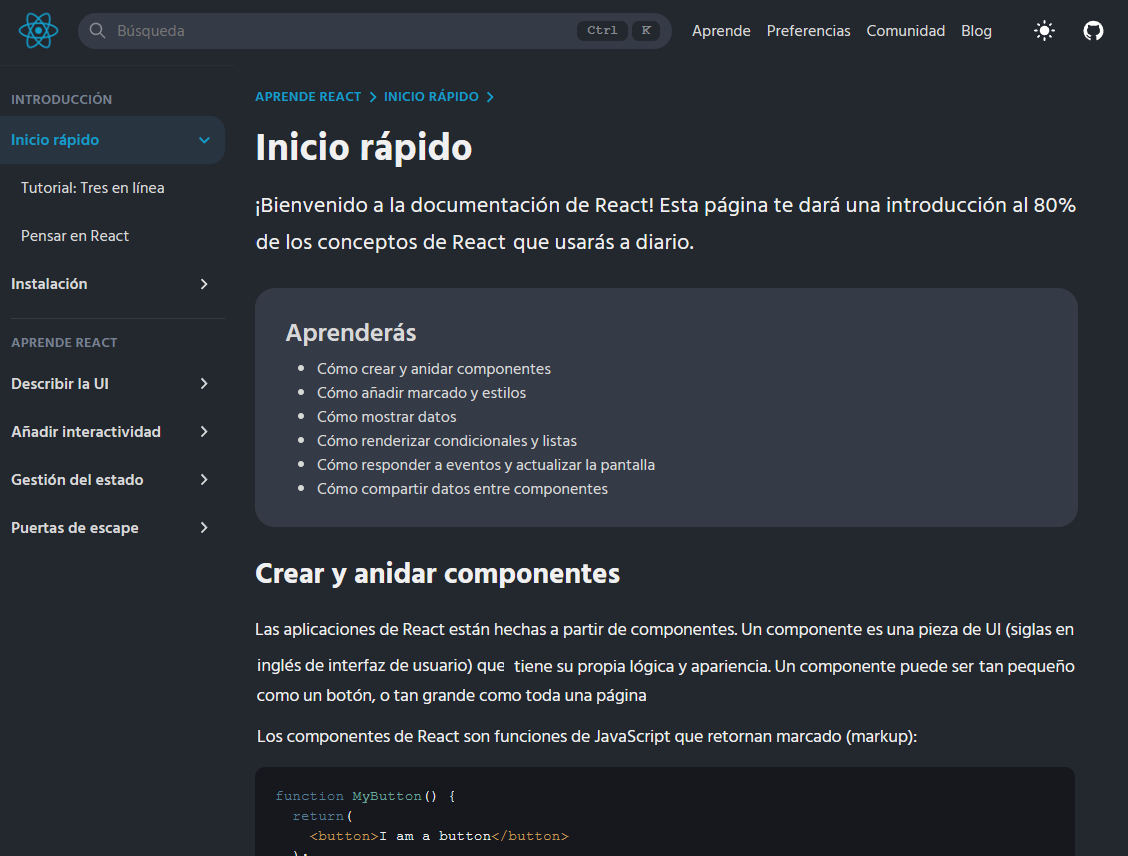 Búsqueda Ctrl K Aprende Preferencias Comunidad Blog
INTRODUCCIÓN
Inicio rápido
Tutorial: Tres en línea
Pensar en React
Instalación
APRENDE REACT
Describir la UI
Añadir interactividad
Gestión del estado
Puertas de escape
APRENDE REACT > INICIO RÁPIDO >
Inicio rápido
¡Bienvenido a la documentación de React! Esta página te dará una introducción al 80%
de los conceptos de React que usarás a diario.
Aprenderás
• Cómo crear y anidar componentes
• Cómo añadir marcado y estilos
• Cómo mostrar datos
• Cómo renderizar condicionales y listas
• Cómo responder a eventos y actualizar la pantalla
• Cómo compartir datos entre componentes
Crear y anidar componentes
Las aplicaciones de React están hechas a partir de componentes. Un componente es una pieza de UI (siglas en
inglés de interfaz de usuario) que tiene su propia lógica y apariencia. Un componente puede ser tan pequeño
como un botón, o tan grande como toda una página
Los componentes de React son funciones de JavaScript que retornan marcado (markup):
function MyButton() {
return(
<button>I am a button</button>
);